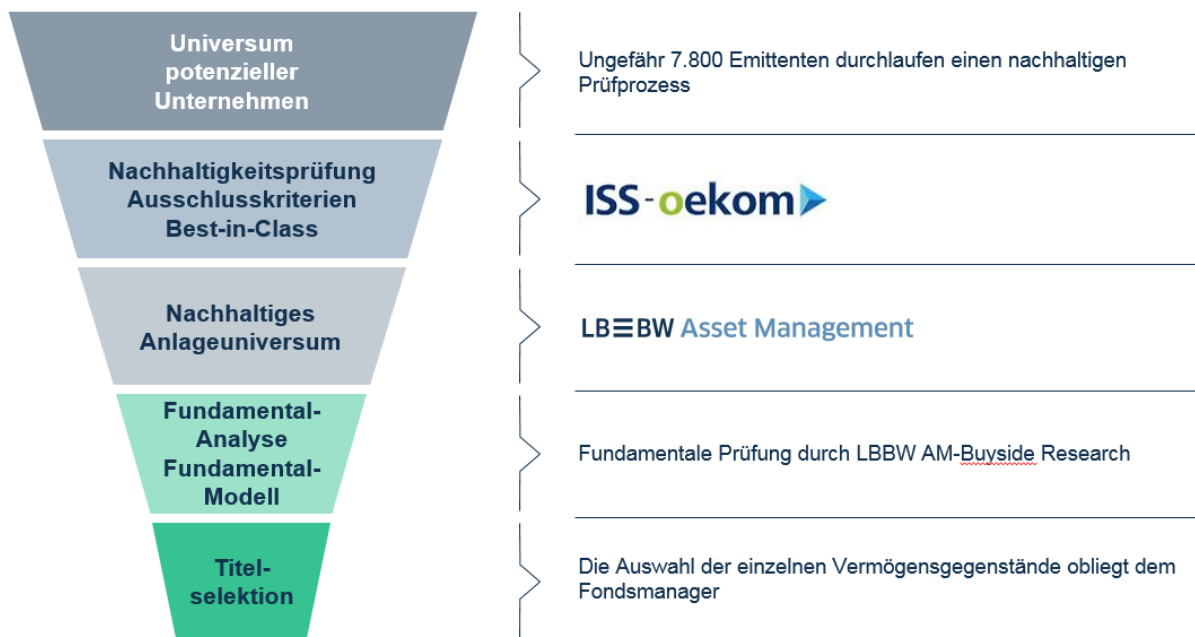 Universum
potenzieller
Unternehmen
Ungefähr 7.800 Emittenten durchlaufen einen nachhaltigen
Prüfprozess
Nachhaltigkeitsprüfung
Ausschlusskriterien
Best-in-Class
ISS-oekom
Nachhaltiges
Anlageuniversum
LBBW Asset Management
Fundamental-
Analyse
Fundamental-
Modell
Fundamentale Prüfung durch LBBW AM-Buyside Research
Titel-
selektion
Die Auswahl der einzelnen Vermögensgegenstände obliegt dem
Fondsmanager